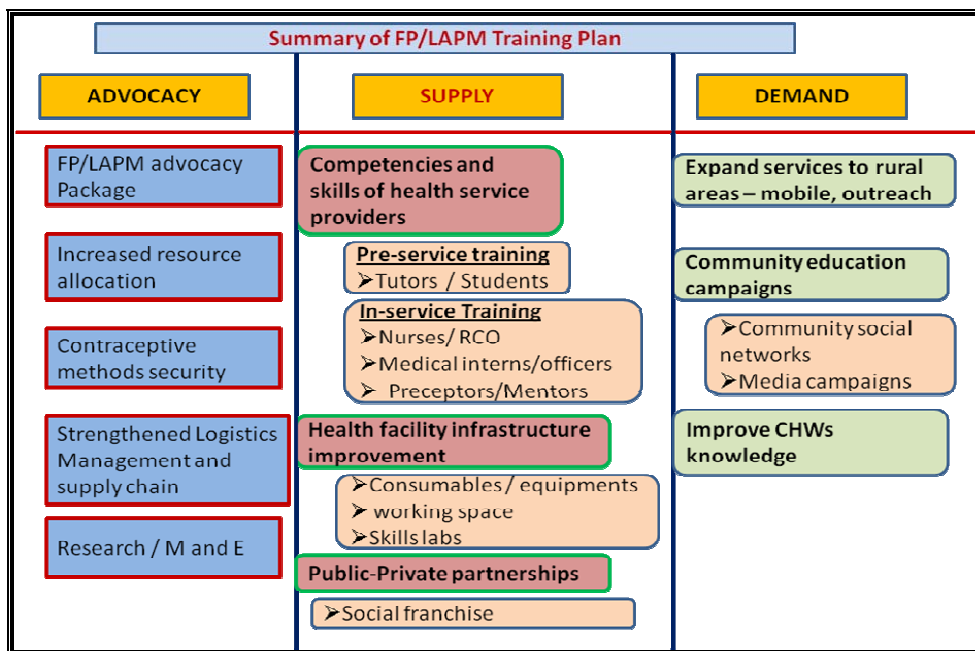 Summary of FP/LAPM Training Plan
ADVOCACY
FP/LAPM advocacy
Package
Increased resource
allocation
Contraceptive
methods security
Strengthened Logistics
Management and
supply chain
Research / M and E
SUPPLY
Competencies and
skills of health service
providers
Pre-service training
➢Tutors / Students
In-service Training
➢Nurses/ RCO
➢Medical interns/officers
➢ Preceptors/Mentors
Health facility infrastructure
improvement
➢Consumables / equipments
➢ working space
➢Skills labs
Public-Private partnerships
➢Social franchise
DEMAND
Expand services to rural
areas – mobile, outreach
Community education
campaigns
➢Community social
networks
➢Media campaigns
Improve CHWs
knowledge